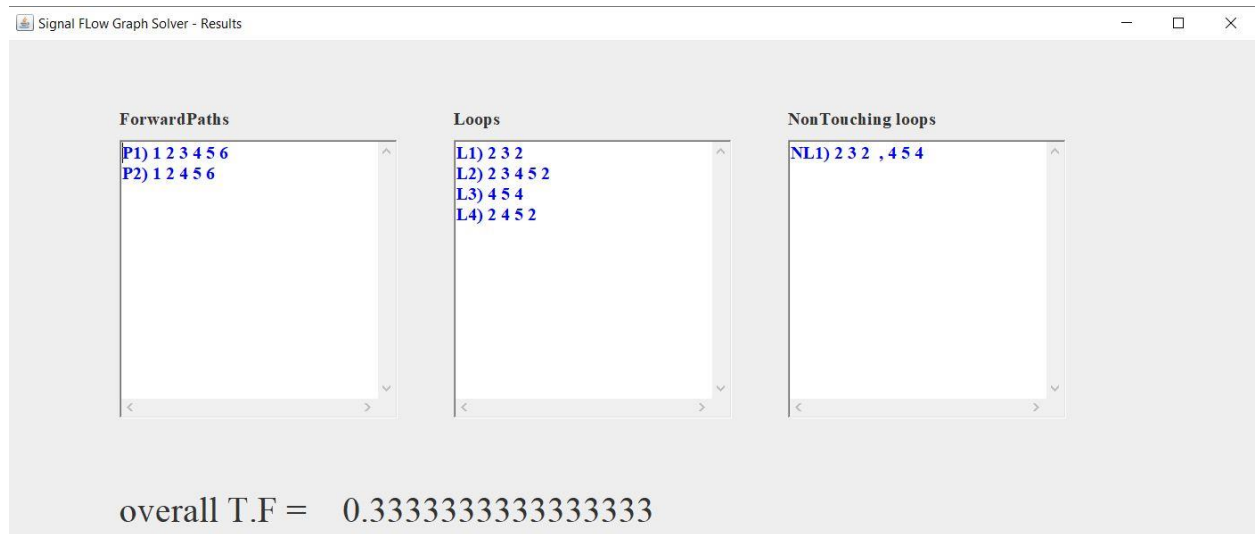 Signal FLow Graph Solver - Results
ForwardPaths
P1) 1 2 3 4 5 6
P2) 1 2 4 5 6
Loops
L1) 2 3 2
L2) 2 3 4 5 2
L3) 4 5 4
L4) 2 4 5 2
NonTouching loops
NL1) 2 3 2 , 4 5 4
overall T.F = 0.3333333333333333